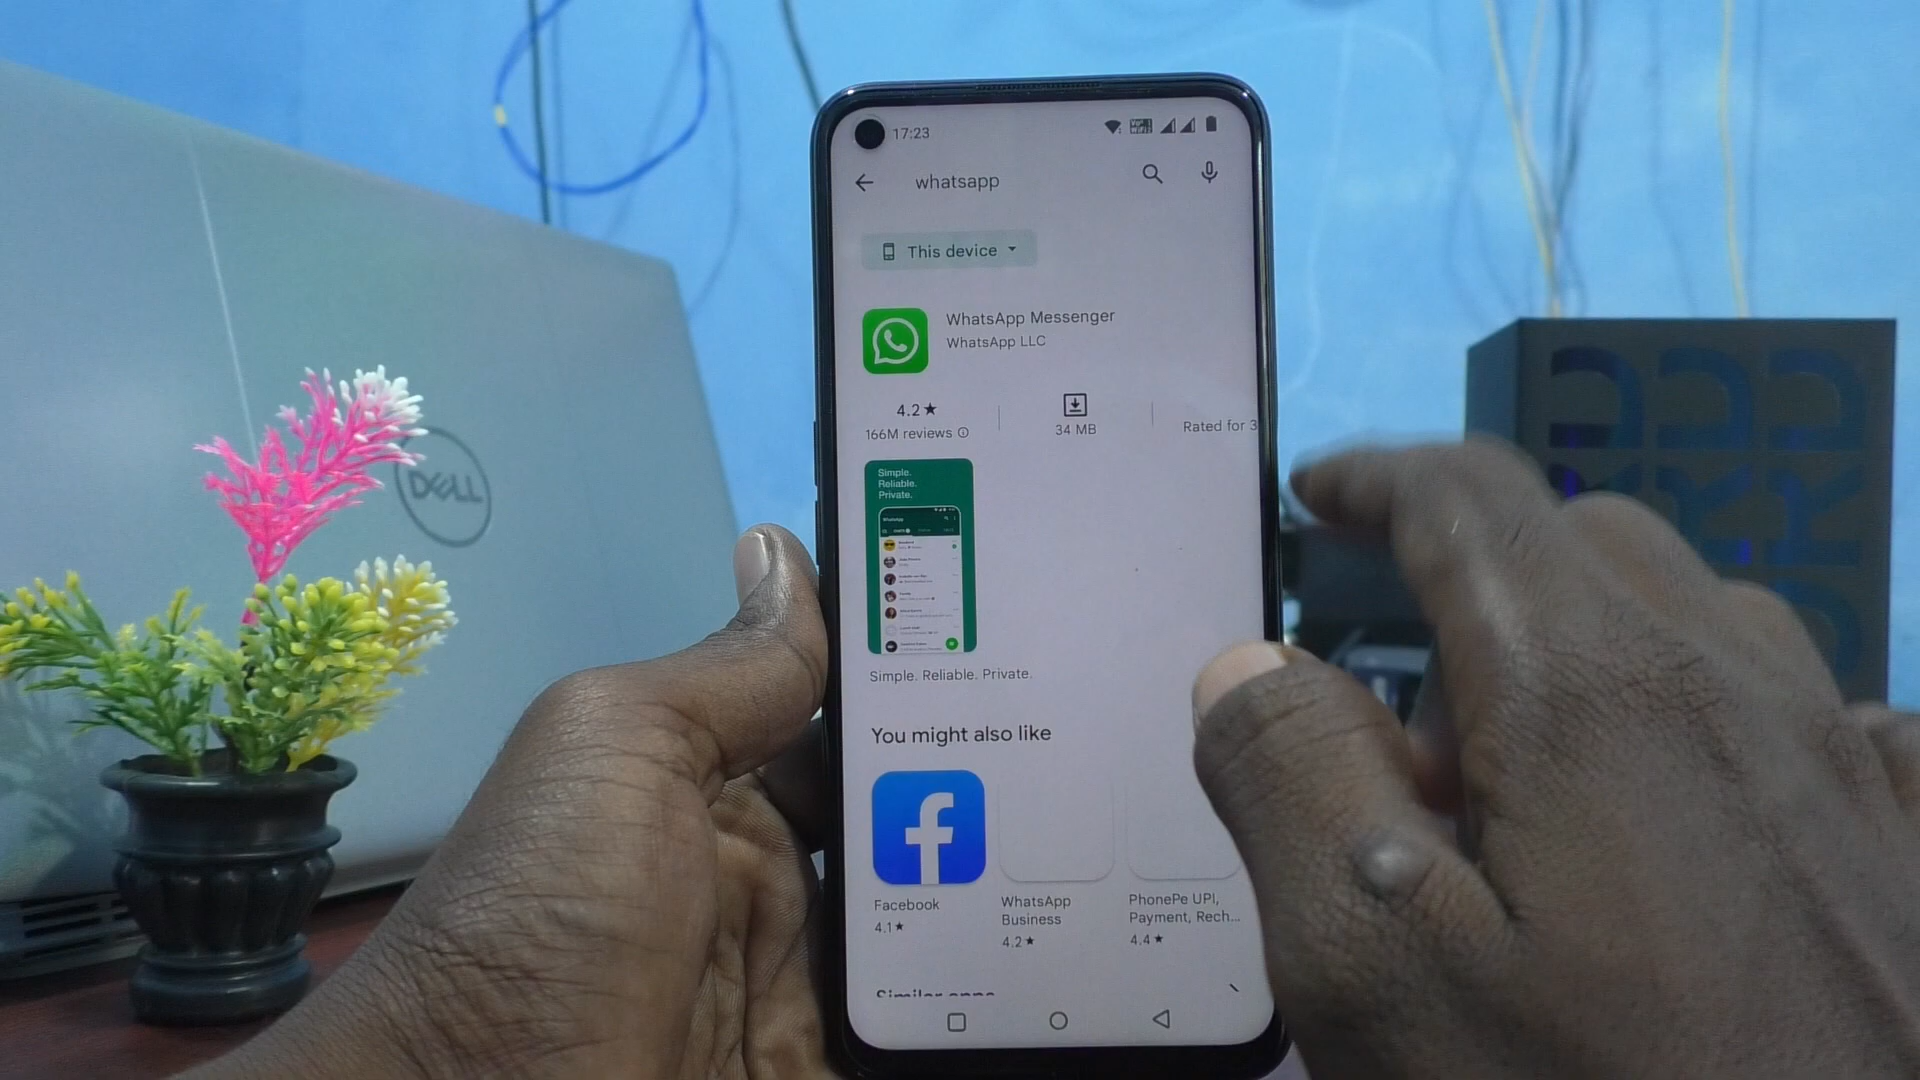 17:23
whatsapp
This device
WhatsApp Messenger
WhatsApp LLC
4.2★
166M reviews
34 MB
Rated for 3
Simple.
Reliable.
Private.
WhatsApp
Simple. Reliable. Private.
You might also like
Facebook
4.1★
WhatsApp
Business
4.2★
PhonePe UPI,
Payment, Rech...
4.4★
DELL